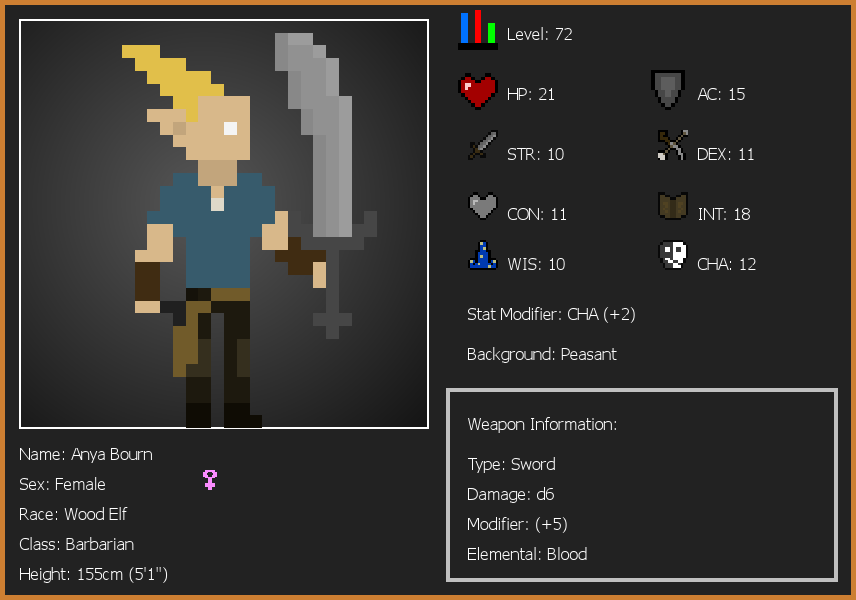 Level: 72
HP: 21
AC: 15
STR: 10
DEX: 11
CON: 11
INT: 18
WIS: 10
CHA: 12
Stat Modifier: CHA (+2)
Background: Peasant
Weapon Information:
Type: Sword
Damage: d6
Modifier: (+5)
Elemental: Blood
Name: Anya Bourn
Sex: Female
Race: Wood Elf
Class: Barbarian
Height: 155cm (5'1")